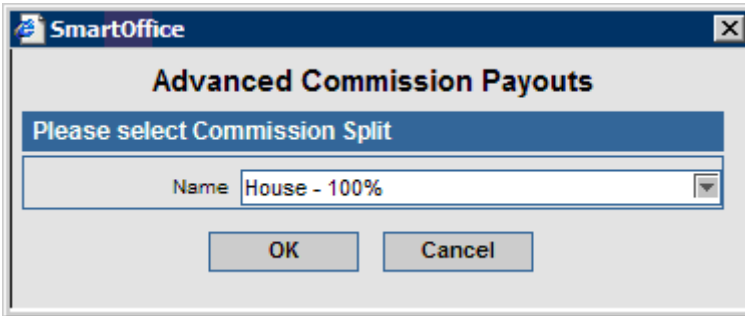 SmartOffice
Advanced Commission Payouts
Please select Commission Split
Name House - 100%
OK Cancel